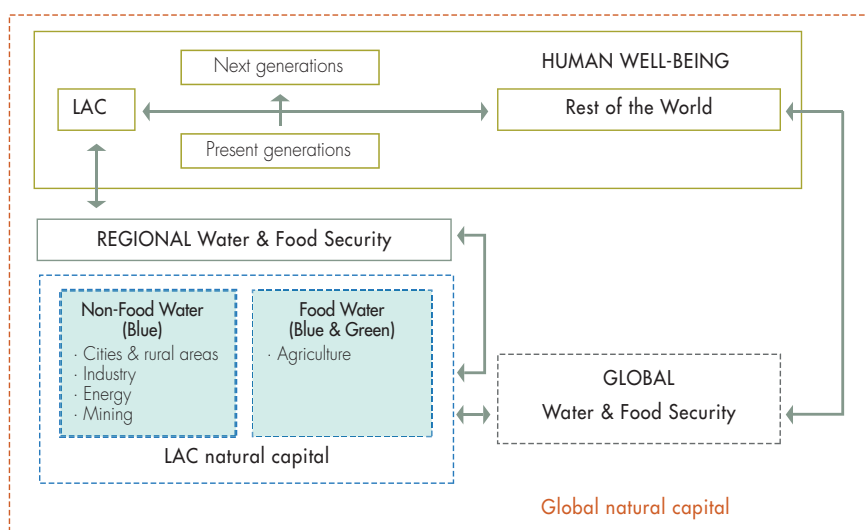 Next generations
HUMAN WELL-BEING
LAC
Rest of the World
Present generations
REGIONAL Water & Food Security
Non-Food Water
(Blue)
· Cities & rural areas
· Industry
· Energy
· Mining
Food Water
(Blue & Green)
· Agriculture
LAC natural capital
GLOBAL
Water & Food Security
Global natural capital